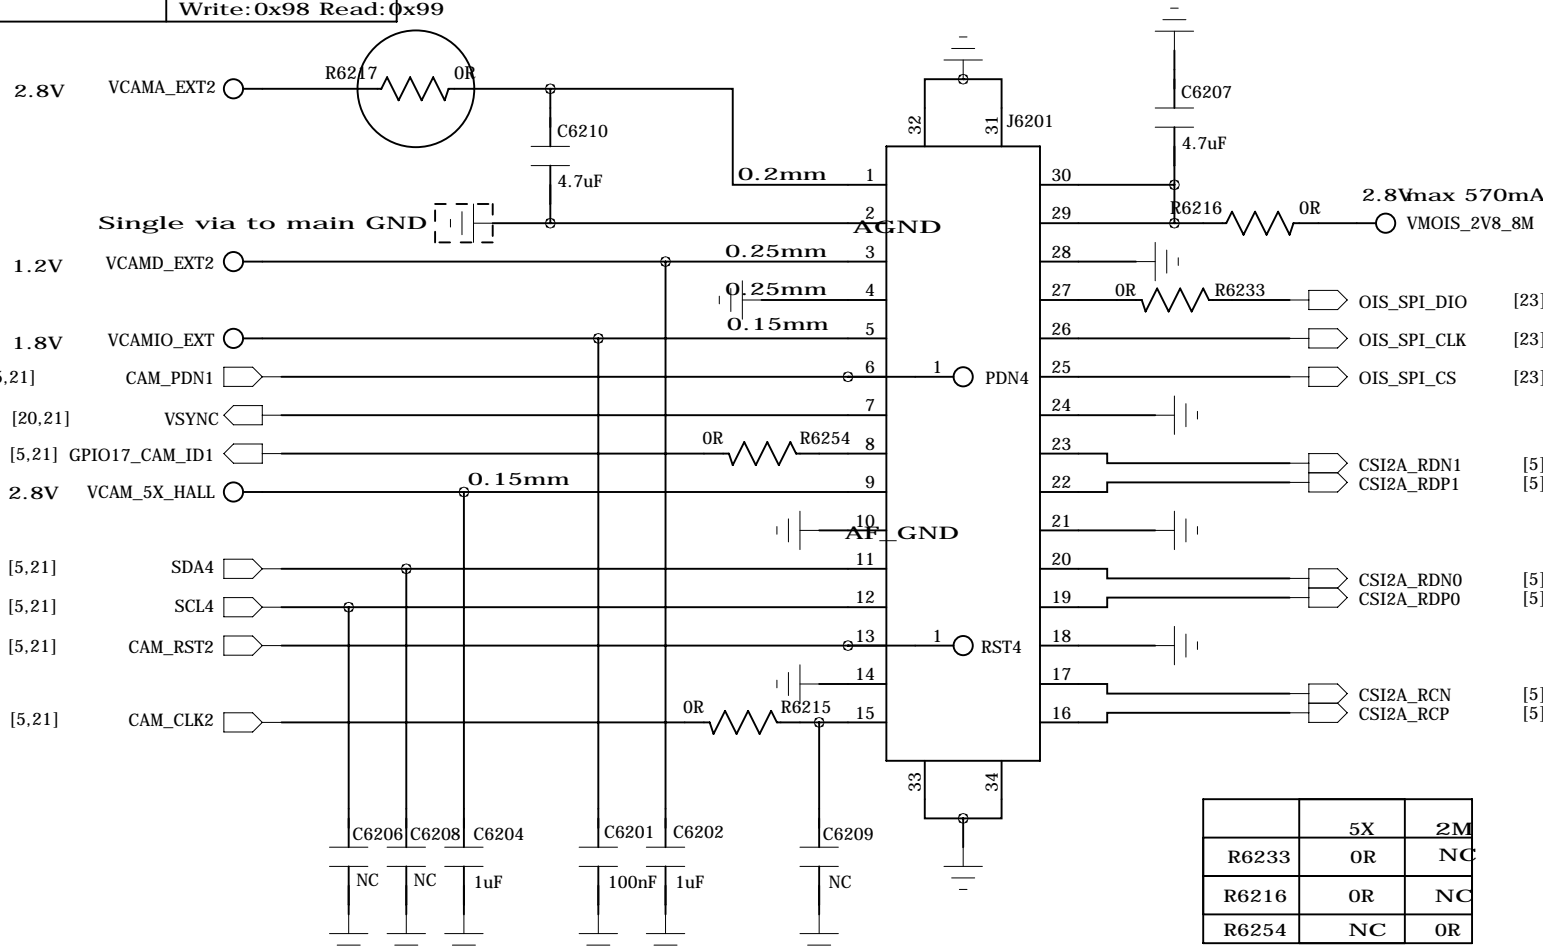 Write:0x98 Read:0x99
2.8V VCAMA_EXT2 R6217 0R
C6210
4.7uF
0.2mm 1
Single via to main GND 2 AGND
1.2V VCAMD_EXT2 0.25mm 3
0.25mm 4
0.15mm 5
1.8V VCAMIO_EXT
5,21] CAM_PDN1 6 1 PDN4
[20,21] VSYNC 7
[5,21] GPIO17_CAM_ID1 0R R6254 8
2.8V VCAM_5X_HALL 0.15mm 9
10 AF_GND
[5,21] SDA4 11
[5,21] SCL4 12
[5,21] CAM_RST2 13 1 RST4
14
[5,21] CAM_CLK2 0R R6215 15
32 31 J6201
33 34
C6207
4.7uF
30
2.8V max 570mA
29 R6216 0R VMOIS_2V8_8M
28
27 0R R6233 OIS_SPI_DIO [23]
26 OIS_SPI_CLK [23]
25 OIS_SPI_CS [23]
24
23 CSI2A_RDN1 [5]
22 CSI2A_RDP1 [5]
21
20 CSI2A_RDN0 [5]
19 CSI2A_RDP0 [5]
18
17 CSI2A_RCN [5]
16 CSI2A_RCP [5]
C6206 C6208 C6204 C6201 C6202 C6209
NC NC 1uF 100nF 1uF NC
5X 2M
R6233 0R NC
R6216 0R NC
R6254 NC 0R